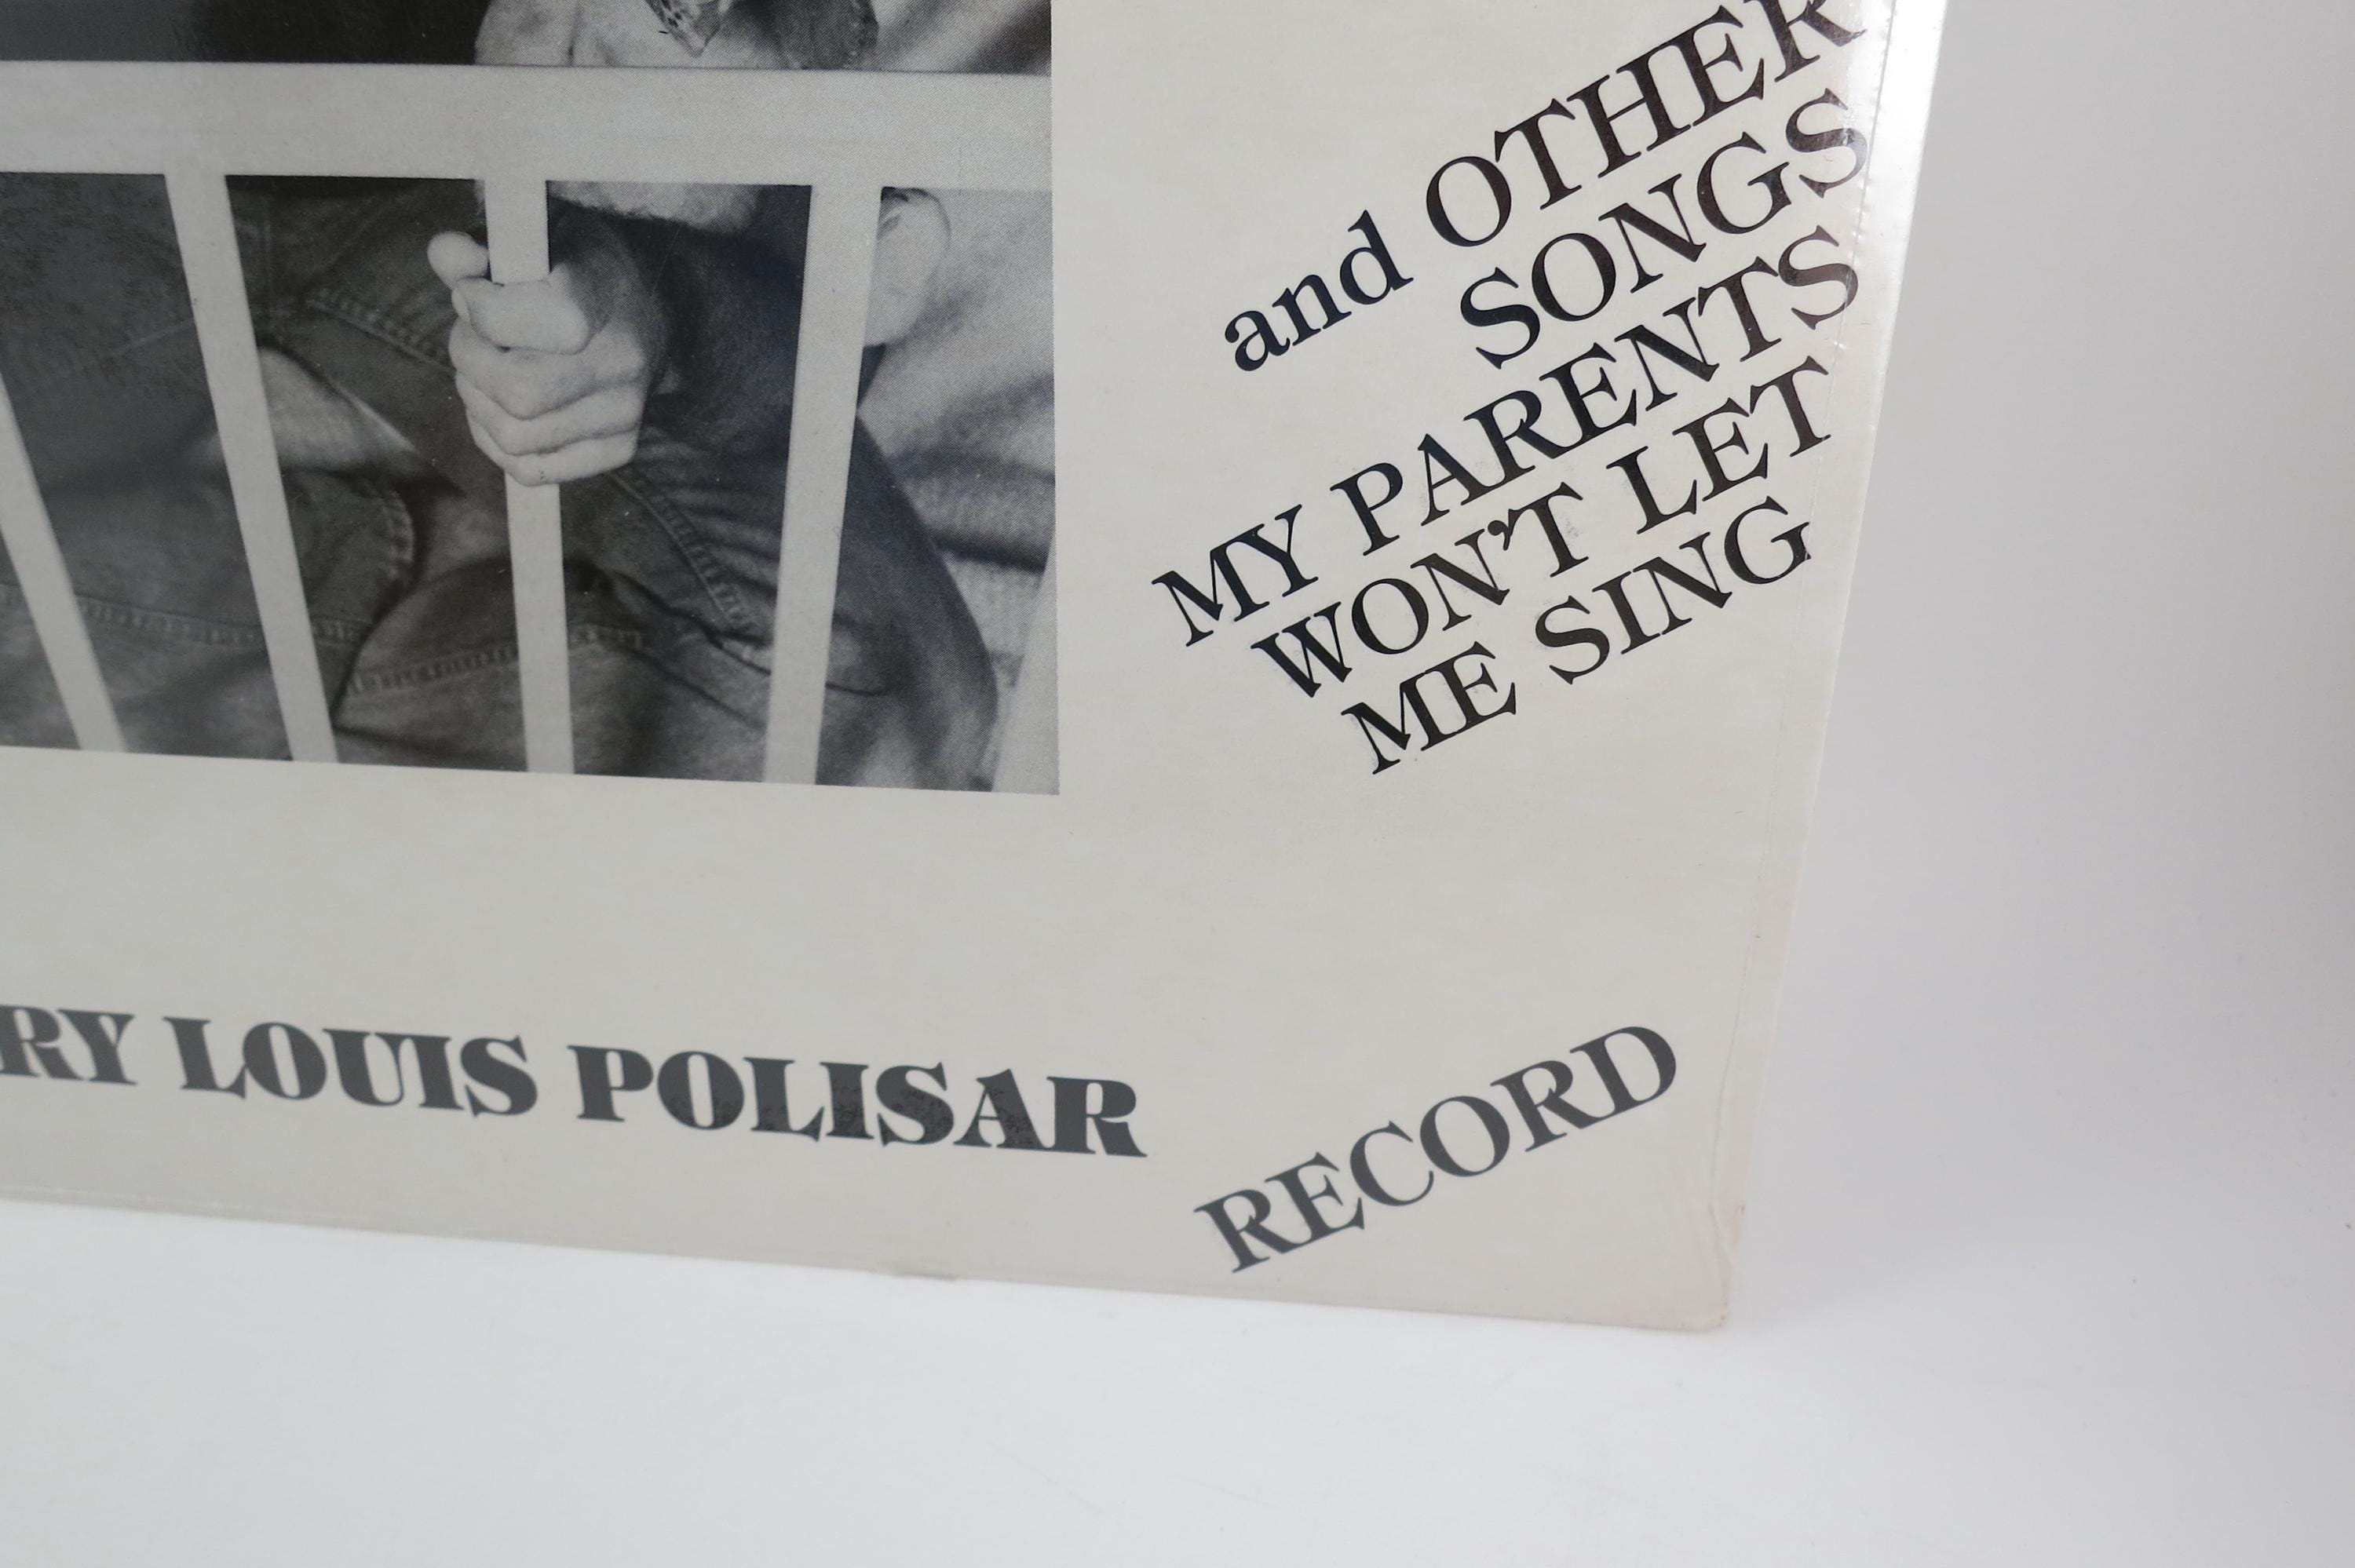 and OTHER
SONGS
MY PARENTS
WON'T LET
ME SING
RY LOUIS POLISAR
RECORD